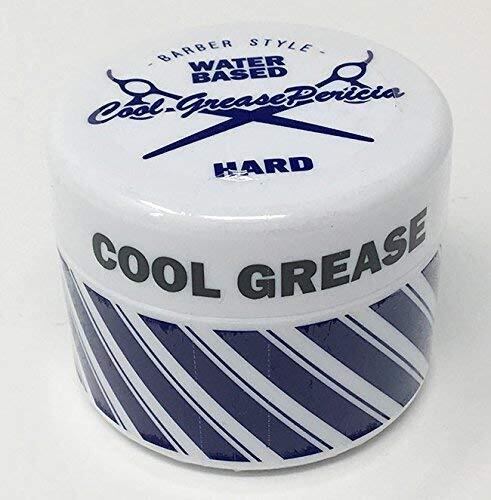 - BARBER STYLE -
WATER
BASED
Cool-GreasePericia
HARD
COOL GREASE